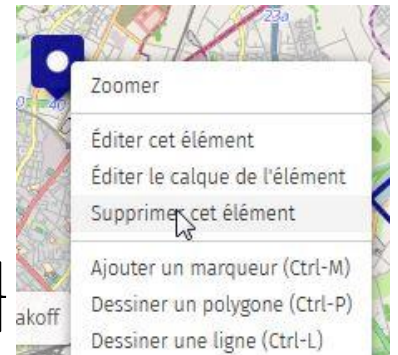 23a
Zoomer
Éditer cet élément
Éditer le calque de l'élément
Supprimer cet élément
Ajouter un marqueur (Ctrl-M)
Dessiner un polygone (Ctrl-P)
akoff
Dessiner une ligne (Ctrl-L)